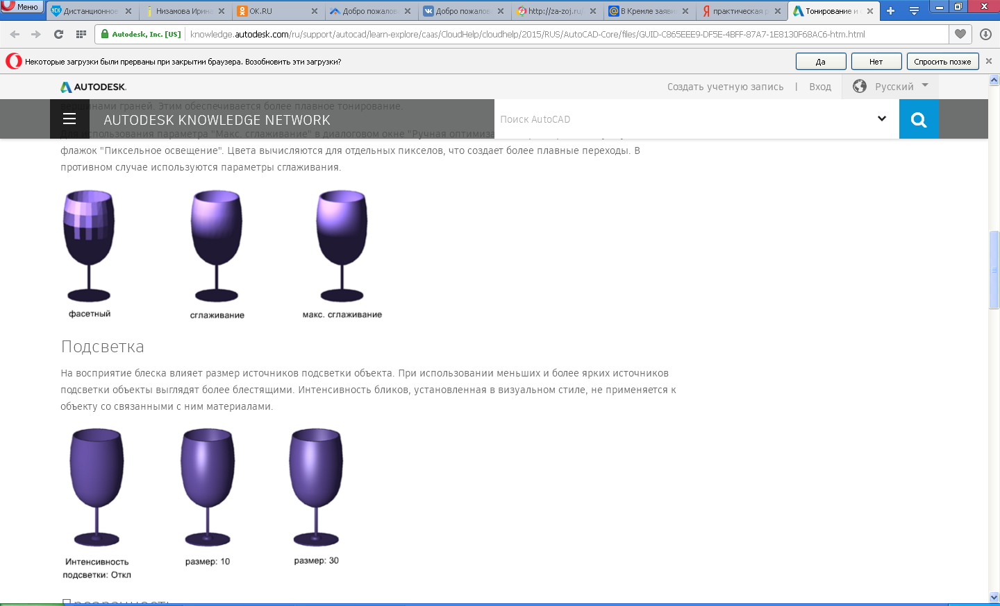 Меню
Дистанционное
Низамова Ирин
OK.RU
Добро пожалов
Добро пожалов
http://za-zoj.ru/
В Кремле заяви
практическая р
Тонирование и
Autodesk, Inc. [US]
knowledge.autodesk.com/ru/support/autocad/learn-explore/caas/CloudHelp/cloudhelp/2015/RUS/AutoCAD-Core/files/GUID-C865EEE9-DF5E-4BFF-87A7-1E8130F68AC6-htm.html
Некоторые загрузки были прерваны при закрытии браузера. Возобновить эти загрузки?
Да
Нет
Спросить позже
AUTODESK.
Создать учетную запись
Вход
Русский
вершинами граней. Этим обеспечивается более плавное тонирование.
AUTODESK KNOWLEDGE NETWORK
Поиск AutoCAD
Для использования параметра "Макс. сглаживание" в диалоговом окне "Ручная оптимиза
флажок "Пиксельное освещение". Цвета вычисляются для отдельных пикселов, что создает более плавные переходы. В
противном случае используются параметры сглаживания.
фасетный
сглаживание
макс. сглаживание
Подсветка
На восприятие блеска влияет размер источников подсветки объекта. При использовании меньших и более ярких источников
подсветки объекты выглядят более блестящими. Интенсивность бликов, установленная в визуальном стиле, не применяется к
объекту со связанными с ним материалами.
Интенсивность
подсветки: Откл
размер: 10
размер: 30